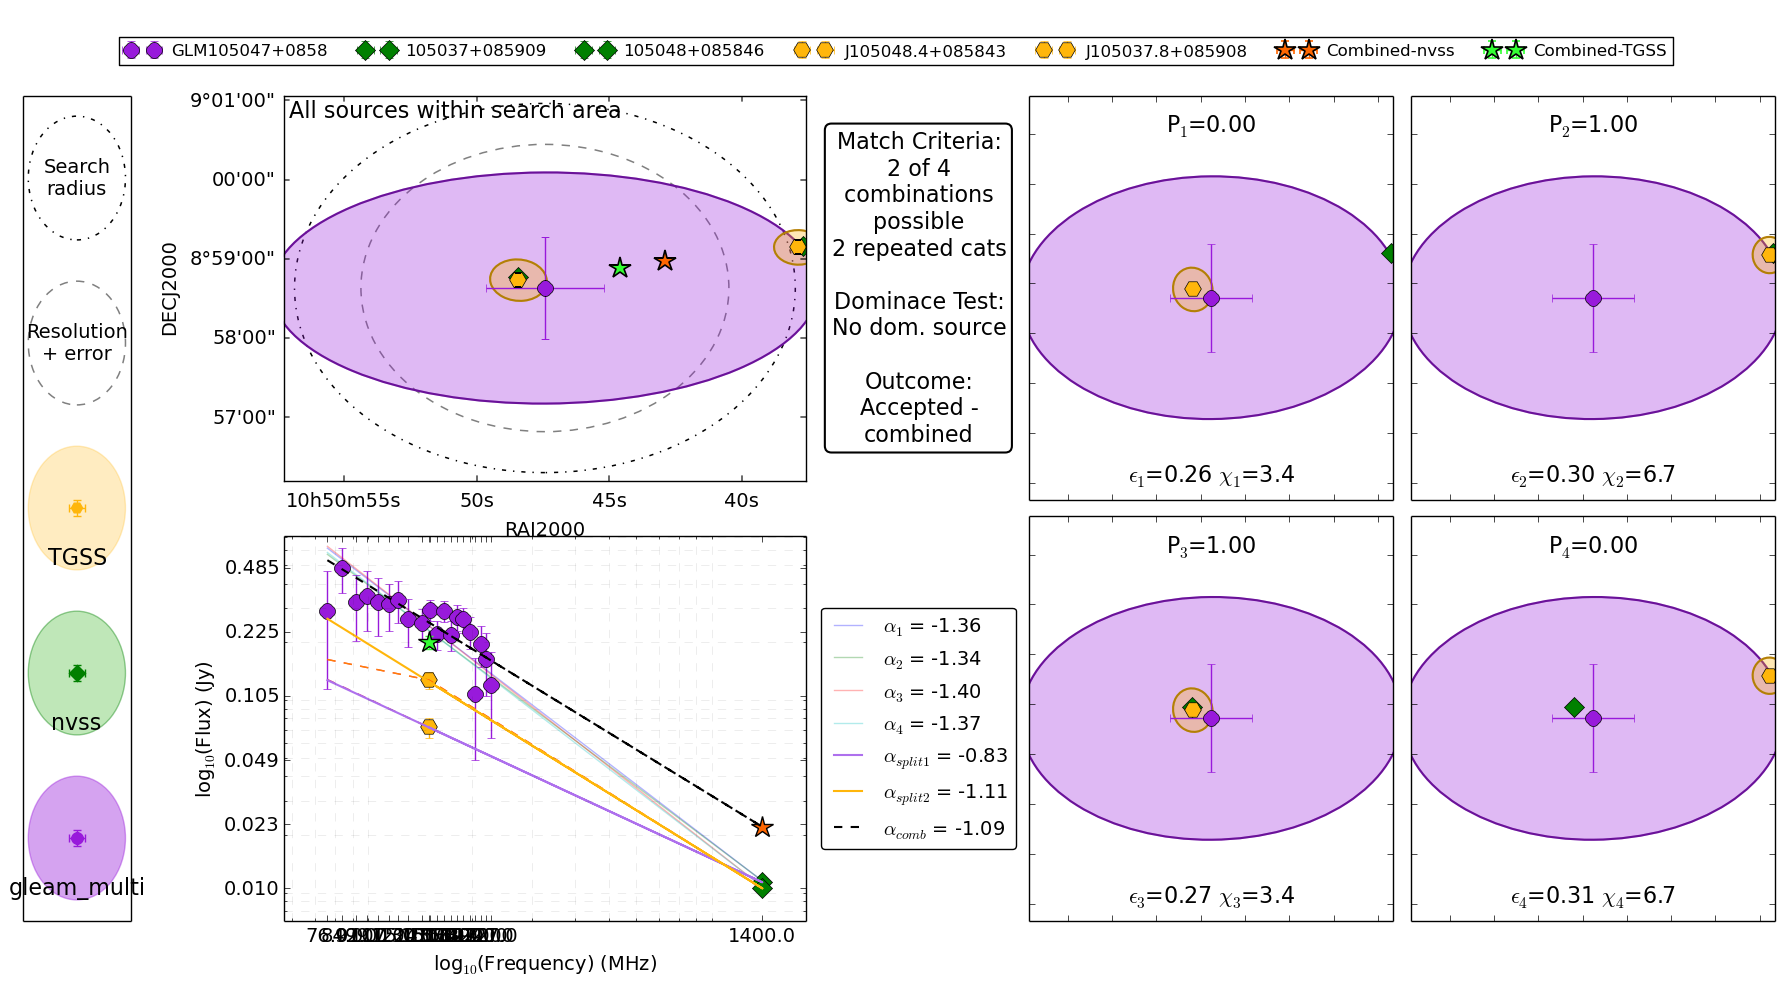 GLM105047+0858 105037+085909 105048+085846 J105048.4+085843 J105037.8+085908 Combined-nvss Combined-TGSS
Search
radius
Resolution
+ error
TGSS
nvss
gleam_multi
All sources within search area
9°01'00"
00'00"
8°59'00"
58'00"
57'00"
DECJ2000
10h50m55s 50s 45s 40s
RAJ2000
Match Criteria:
2 of 4
combinations
possible
2 repeated cats
Dominace Test:
No dom. source
Outcome:
Accepted -
combined
P1=0.00
ϵ1=0.26 χ1=3.4
P2=1.00
ϵ2=0.30 χ2=6.7
P3=1.00
ϵ3=0.27 χ3=3.4
P4=0.00
ϵ4=0.31 χ4=6.7
0.485
0.225
0.105
0.049
0.023
0.010
log10(Flux) (Jy)
1400.0
log10(Frequency) (MHz)
α1 = -1.36
α2 = -1.34
α3 = -1.40
α4 = -1.37
αsplit1 = -0.83
αsplit2 = -1.11
αcomb = -1.09